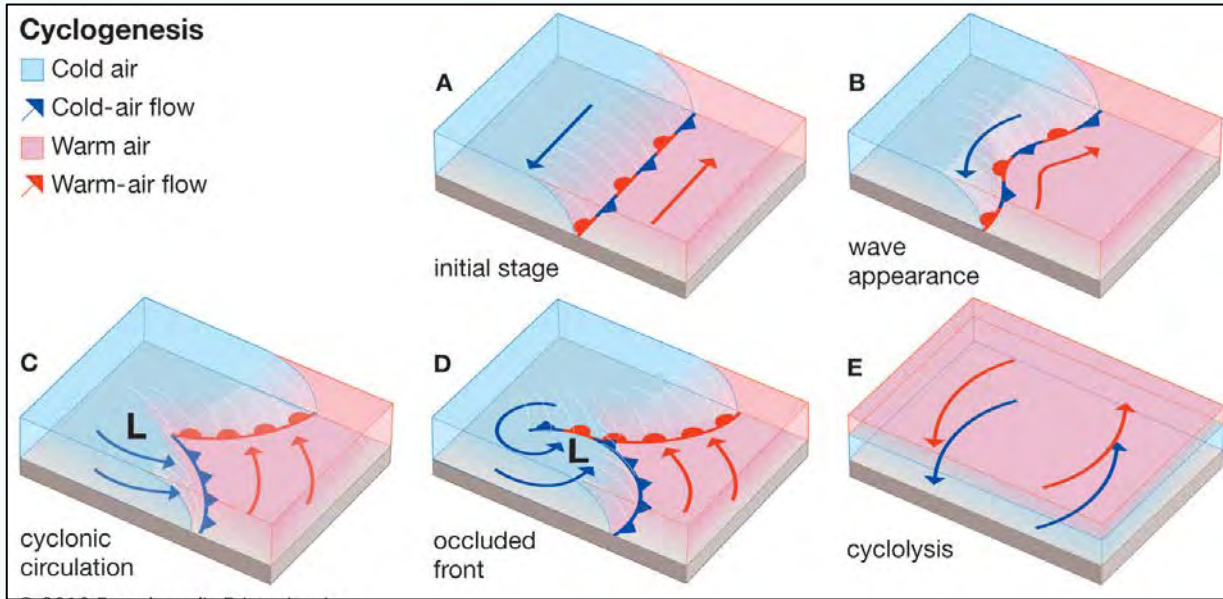 Cyclogenesis
Cold air
Cold-air flow
Warm air
Warm-air flow
A
initial stage
B
wave
appearance
C
L
cyclonic
circulation
D
L
occluded
front
E
cyclolysis